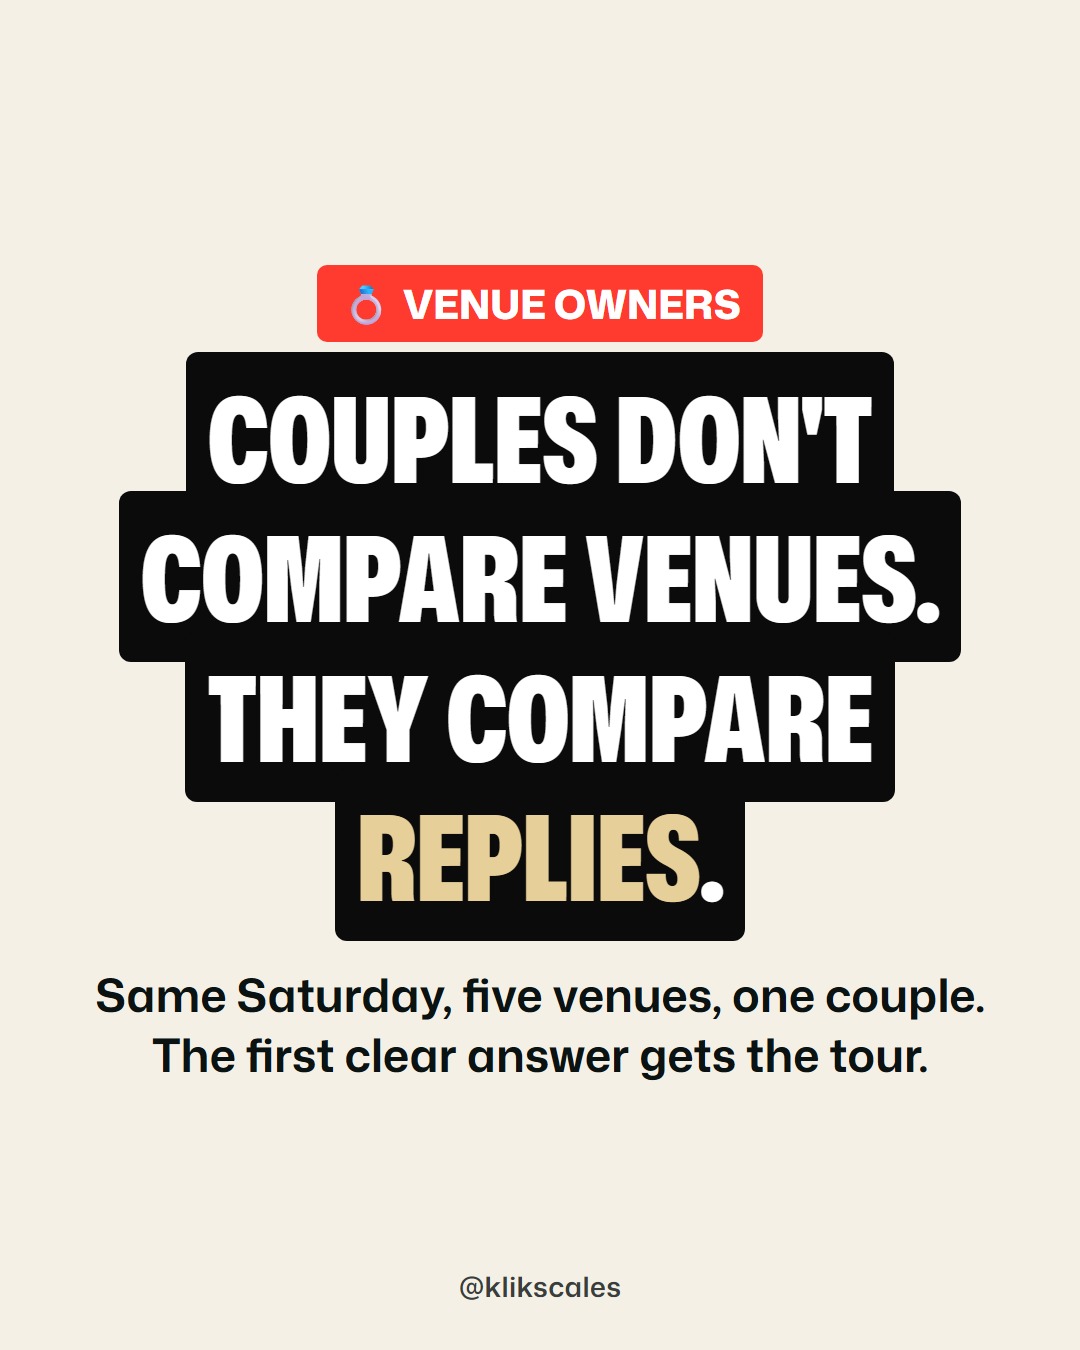 💍 VENUE OWNERS
COUPLES DON'T
COMPARE VENUES.
THEY COMPARE
REPLIES.
Same Saturday, five venues, one couple.
The first clear answer gets the tour.
@klikscales